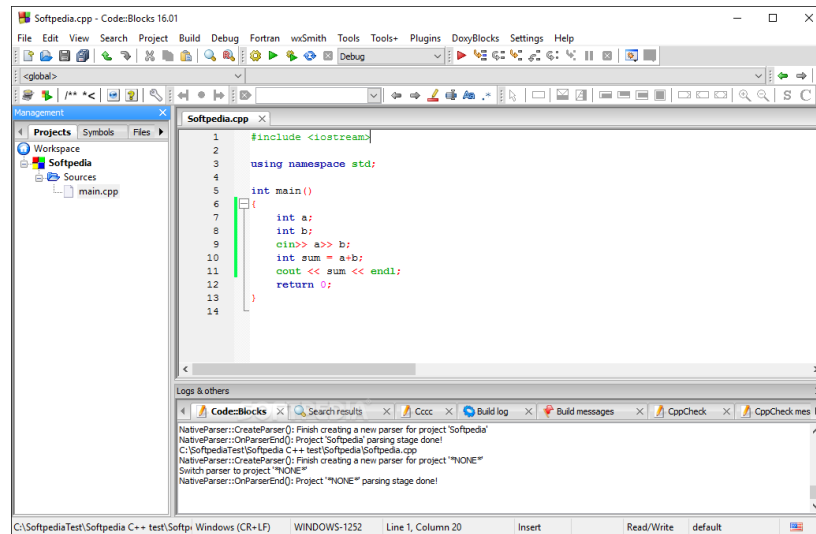 Softpedia.cpp - Code::Blocks 16.01
File Edit View Search Project Build Debug Fortran wxSmith Tools Tools+ Plugins DoxyBlocks Settings Help
Debug
<global>
/** *<
S C
Management
Projects Symbols Files
Workspace
Softpedia
Sources
main.cpp
Softpedia.cpp
1 #include <iostream>
2
3 using namespace std;
4
5 int main()
6 {
7 int a;
8 int b;
9 cin>> a>> b;
10 int sum = a+b;
11 cout << sum << endl;
12 return 0;
13 }
14
Logs & others
Code::Blocks Search results Cccc Build log Build messages CppCheck CppCheck mes
NativeParser::CreateParser(): Finish creating a new parser for project 'Softpedia'
NativeParser::OnParserEnd(): Project 'Softpedia' parsing stage done!
C:\SoftpediaTest\Softpedia C++ test\Softpedia\Softpedia.cpp
NativeParser::CreateParser(): Finish creating a new parser for project '*NONE*'
Switch parser to project '*NONE*'
NativeParser::OnParserEnd(): Project '*NONE*' parsing stage done!
C:\SoftpediaTest\Softpedia C++ test\Softp Windows (CR+LF) WINDOWS-1252 Line 1, Column 20 Insert Read/Write default